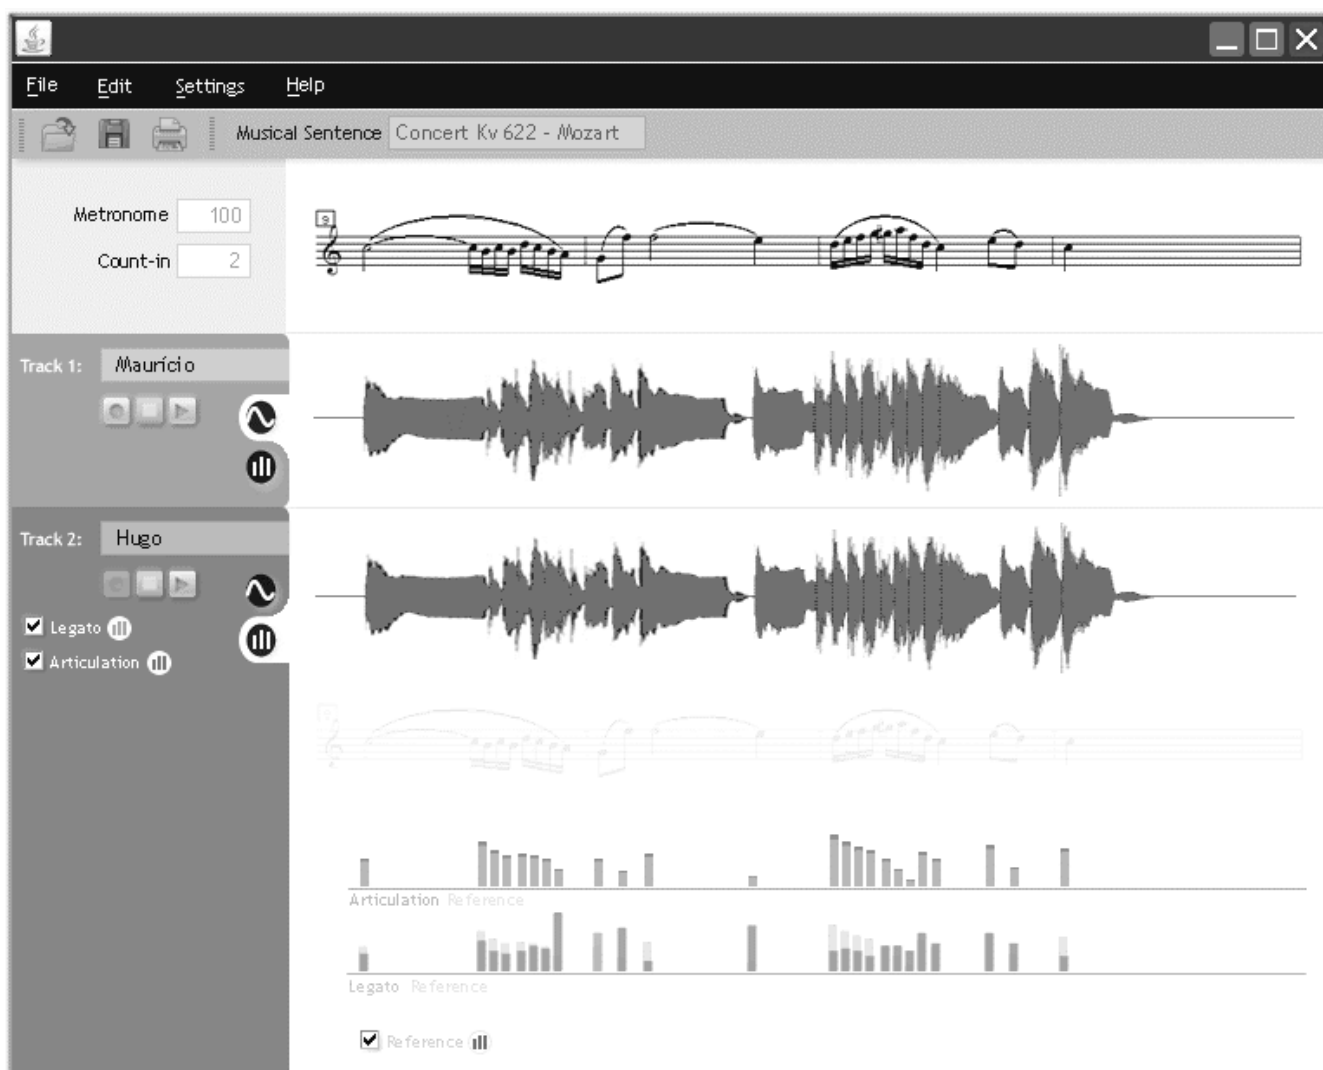 File Edit Settings Help
Musical Sentence Concert Kv 622 - Mozart
Metronome 100
9
Count-in 2
Track 1: Maurício
Track 2: Hugo
Legato
Articulation
Articulation Reference
Legato Reference
Reference